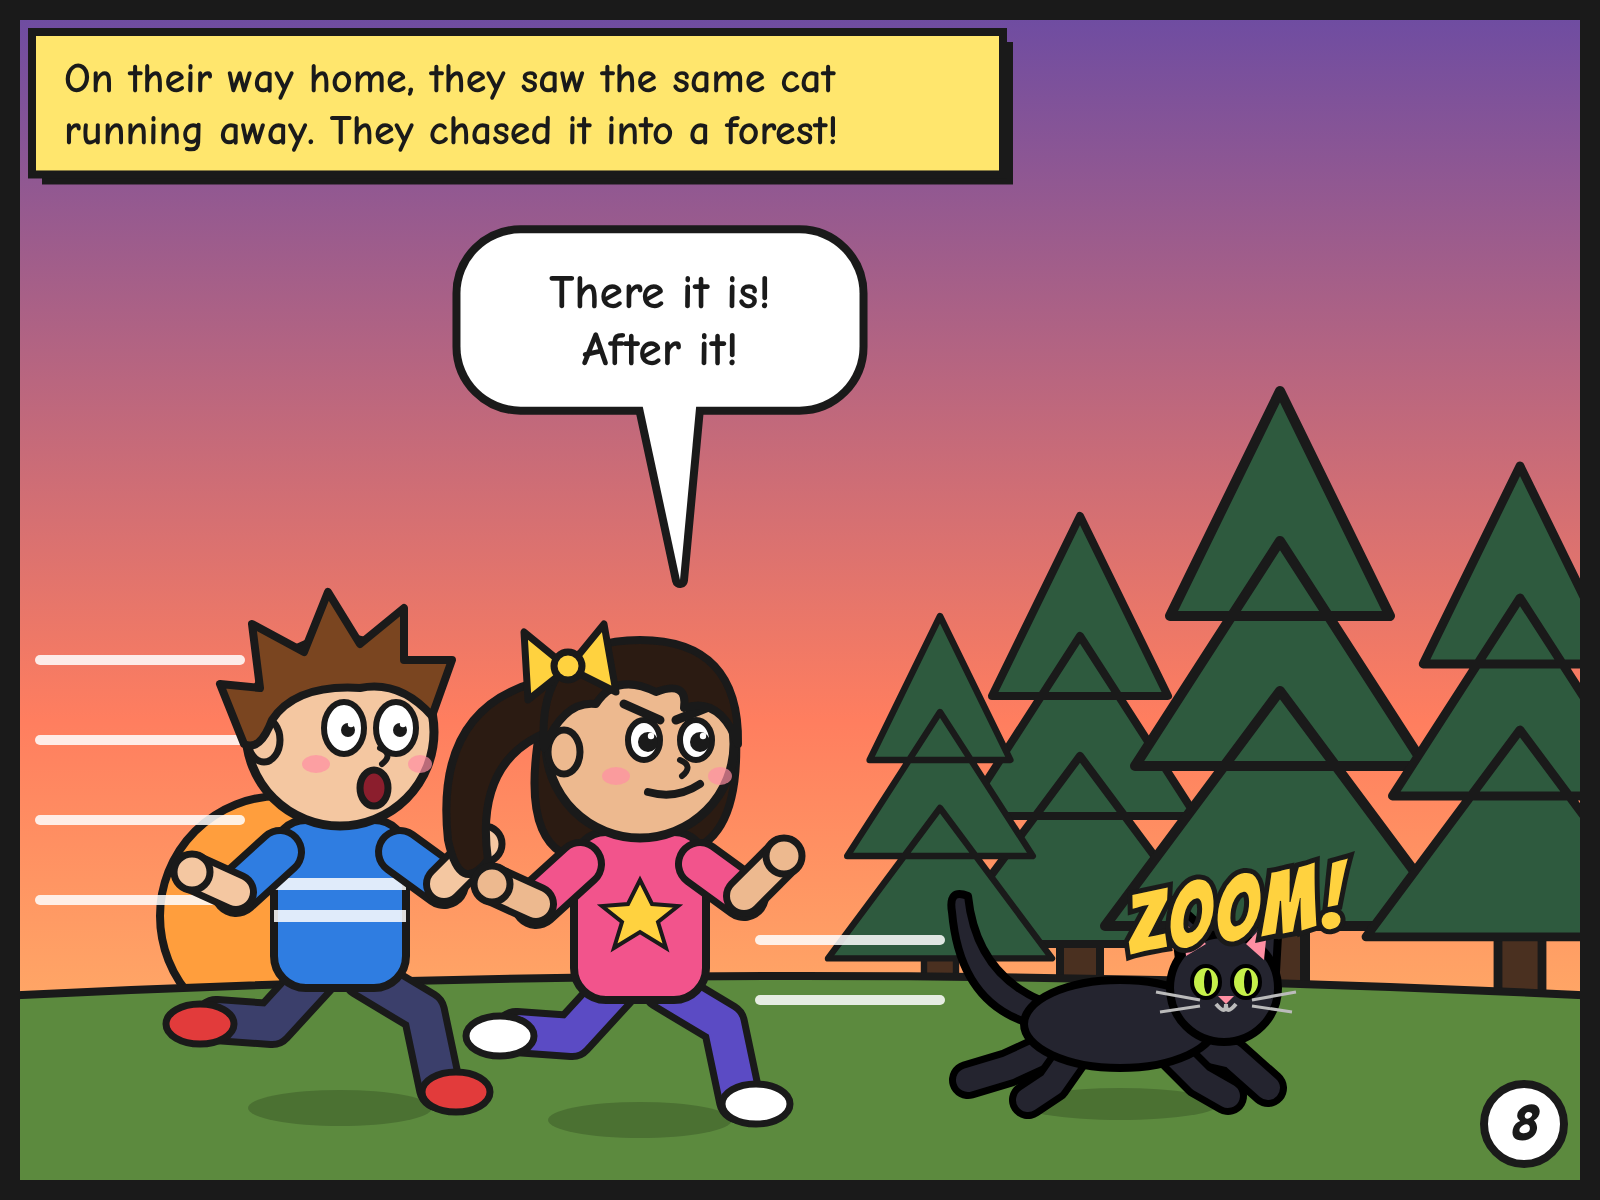 On their way home, they saw the same cat
running away. They chased it into a forest!
There it is!
After it!
ZOOM!
8